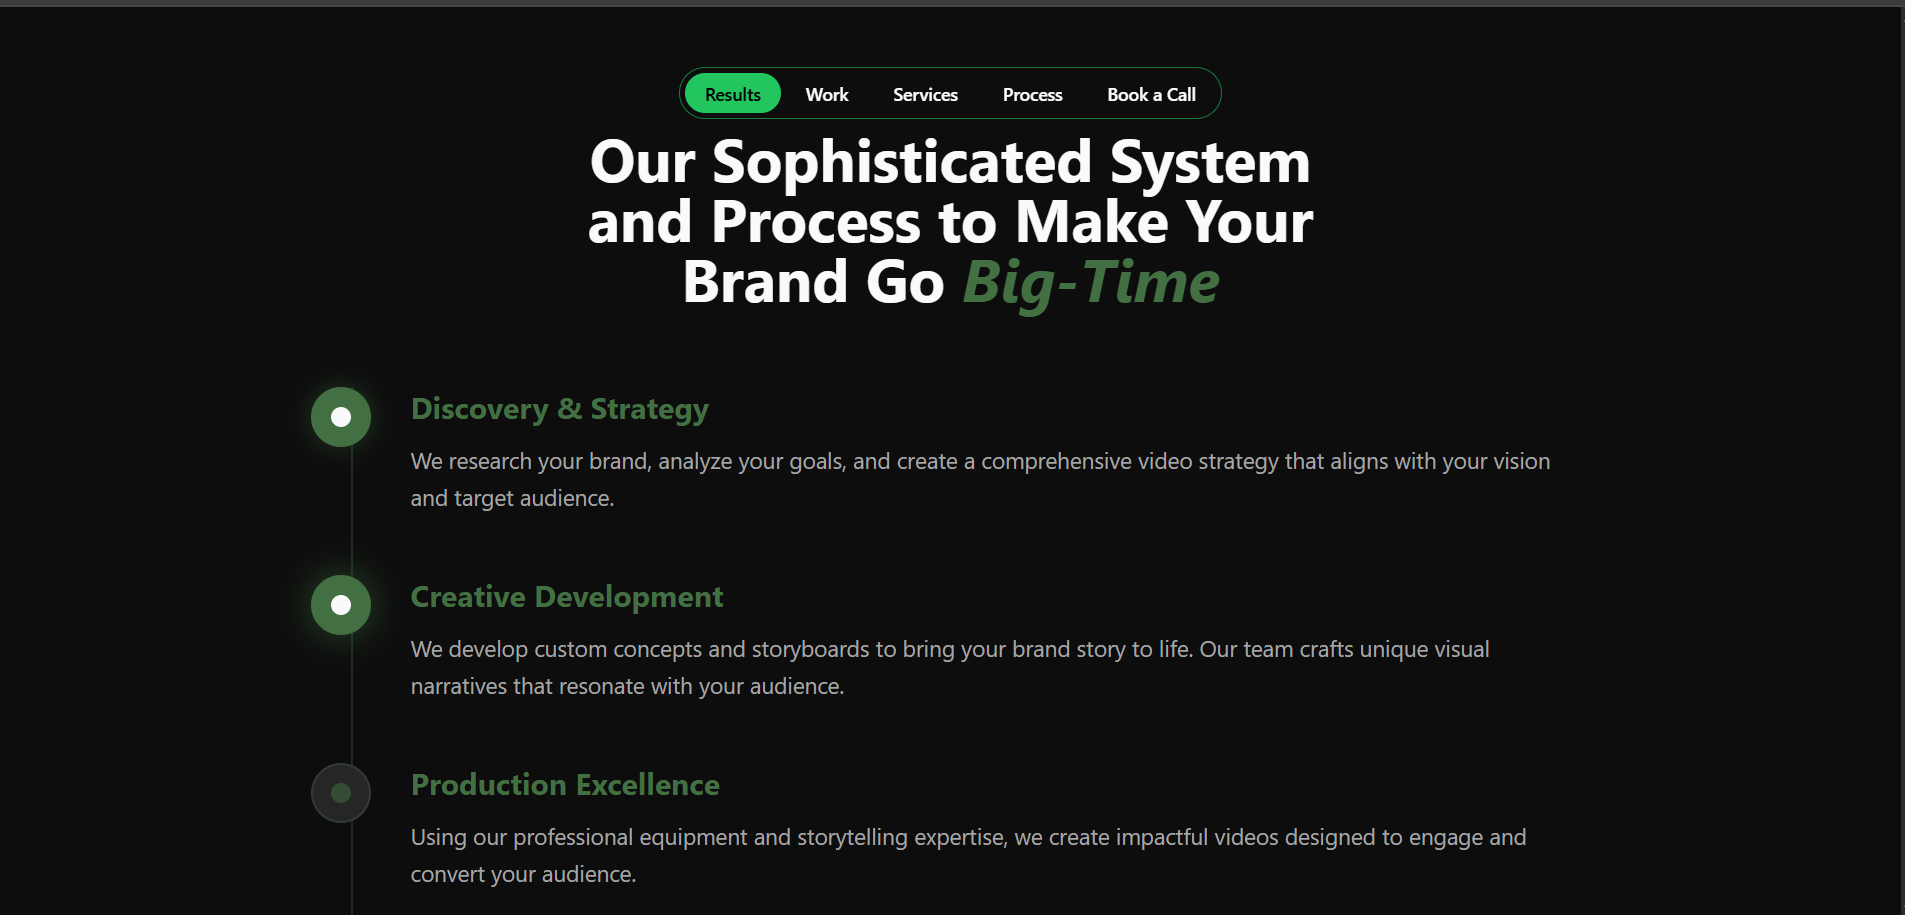 Results Work Services Process Book a Call
Our Sophisticated System
and Process to Make Your
Brand Go Big-Time
Discovery & Strategy
We research your brand, analyze your goals, and create a comprehensive video strategy that aligns with your vision
and target audience.
Creative Development
We develop custom concepts and storyboards to bring your brand story to life. Our team crafts unique visual
narratives that resonate with your audience.
Production Excellence
Using our professional equipment and storytelling expertise, we create impactful videos designed to engage and
convert your audience.